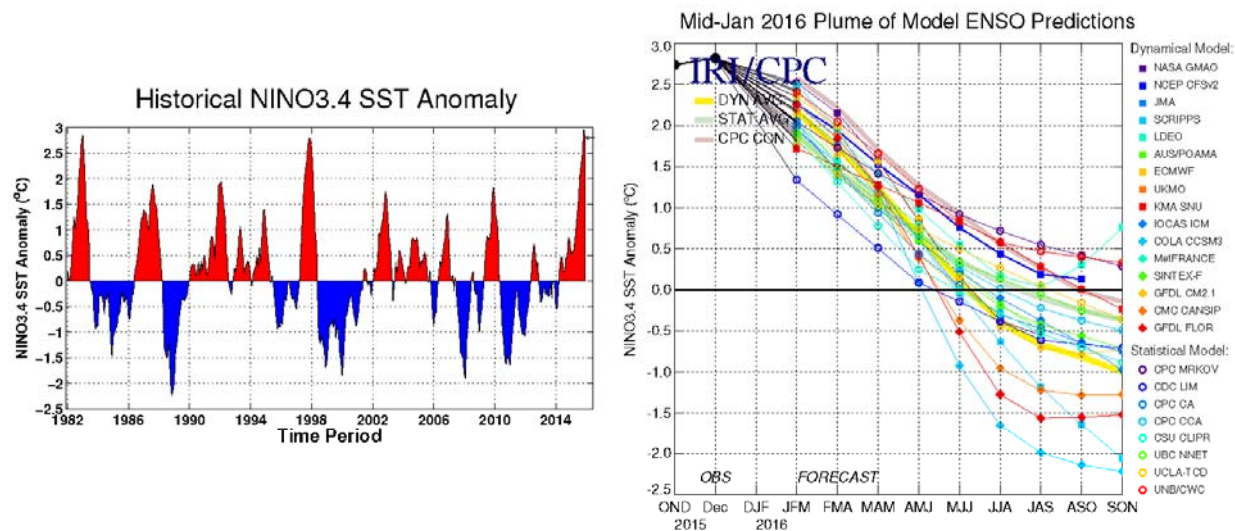 Historical NINO3.4 SST Anomaly
NINO3.4 SST Anomaly (°C)
3
2.5
2
1.5
1
0.5
0
-0.5
-1
-1.5
-2
-2.5
1982 1986 1990 1994 1998 2002 2006 2010 2014
Time Period
Mid-Jan 2016 Plume of Model ENSO Predictions
NINO3.4 SST Anomaly (°C)
3.0
2.5
2.0
1.5
1.0
0.5
0.0
-0.5
-1.0
-1.5
-2.0
-2.5
IRI/CPC
DYN AVG
STAT AVG
CPC CON
OBS FORECAST
OND Dec DJF JFM FMA MAM AMJ MJJ JJA JAS ASO SON
2015 2016
Dynamical Model:
NASA GMAO
NCEP CFSv2
JMA
SCRIPPS
LDEO
AUS/POAMA
ECMWF
UKMO
KMA SNU
IOCAS ICM
COLA CCSM3
MetFRANCE
SINTEX-F
GFDL CM2.1
CMC CANSIP
GFDL FLOR
Statistical Model:
CPC MRKOV
CDC LIM
CPC CA
CPC CCA
CSU CLIPR
UBC NNET
UCLA-TCD
UNB/CWC